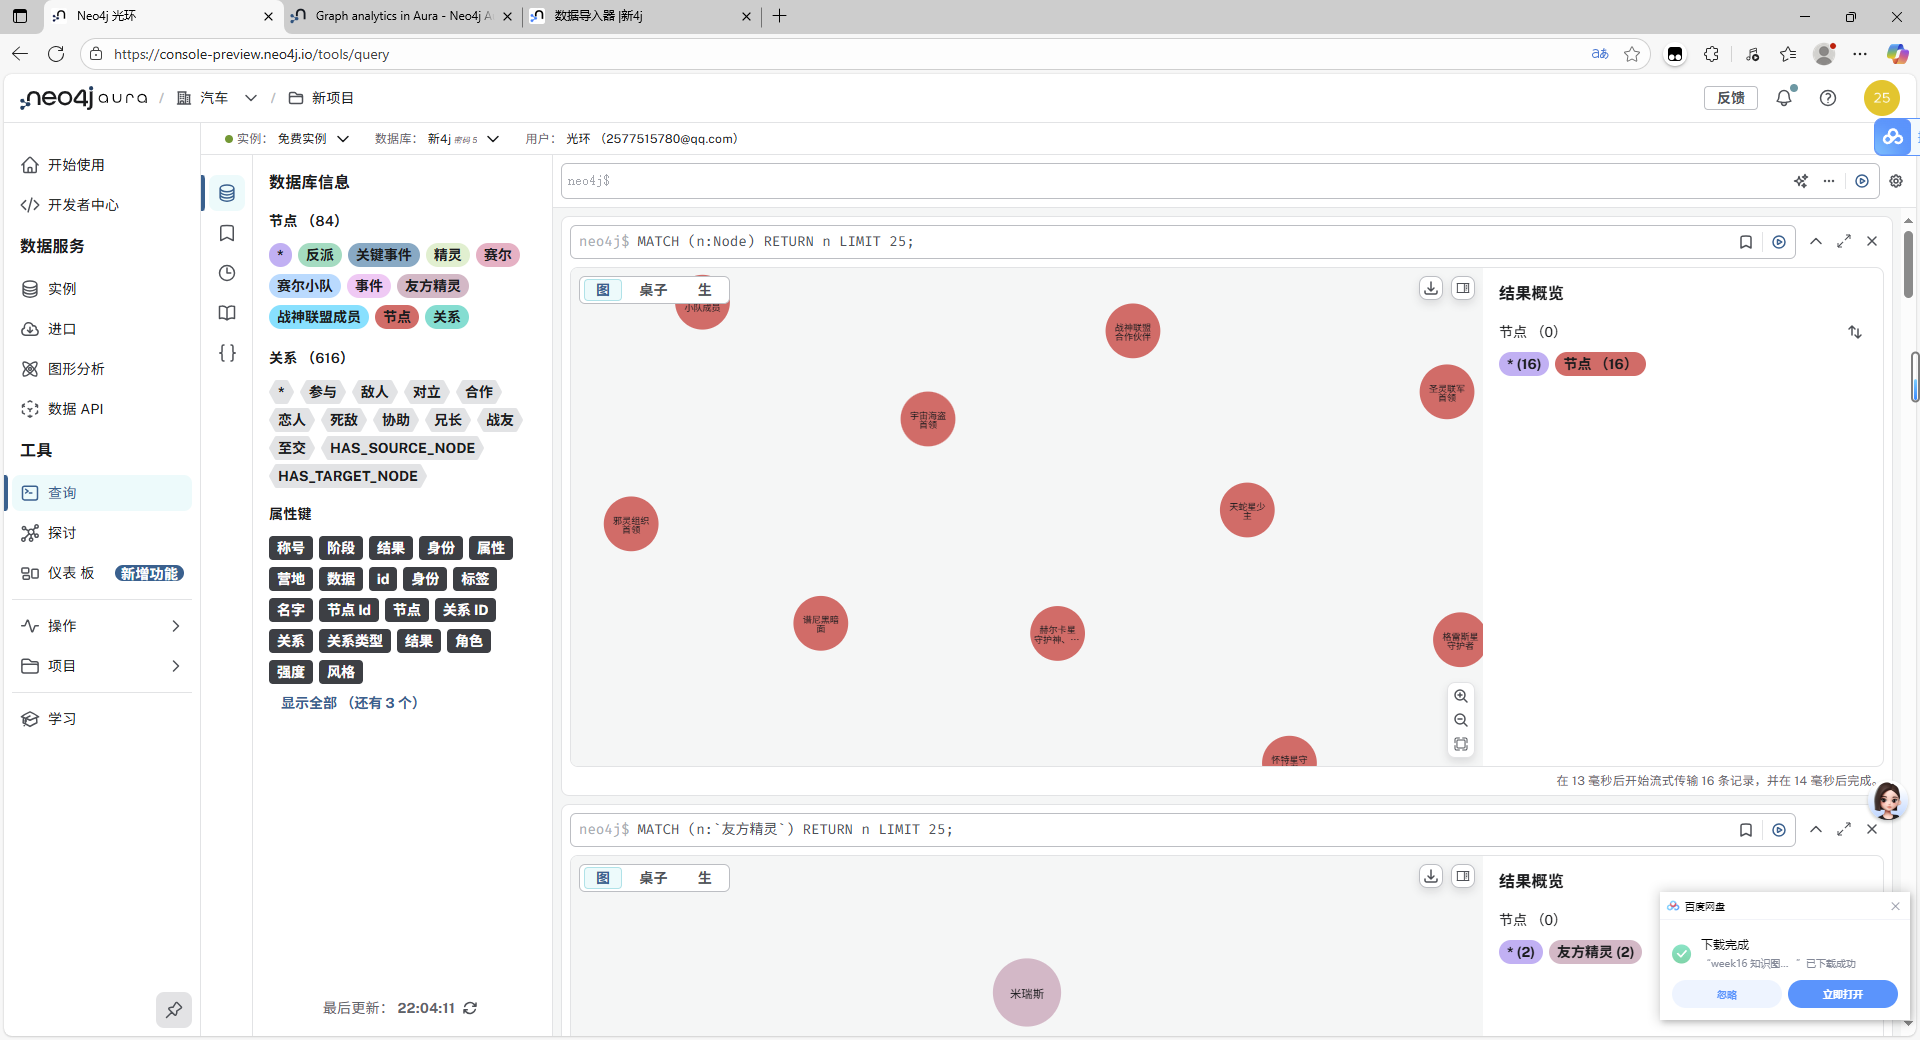 Neo4j 光环
Graph analytics in Aura - Neo4j A
数据导入器 |新4j
https://console-preview.neo4j.io/tools/query
aあ
neo4j aura / 汽车 / 新项目
反馈
25
实例： 免费实例
数据库： 新4j 密码 5
用户： 光环 （2577515780@qq.com）
开始使用
开发者中心
数据服务
实例
进口
图形分析
数据 API
工具
查询
探讨
仪表 板 新增功能
操作
项目
学习
数据库信息
节点 （84）
* 反派 关键事件 精灵 赛尔
赛尔小队 事件 友方精灵
战神联盟成员 节点 关系
关系 （616）
* 参与 敌人 对立 合作
恋人 死敌 协助 兄长 战友
至交 HAS_SOURCE_NODE
HAS_TARGET_NODE
属性键
称号 阶段 结果 身份 属性
营地 数据 id 身份 标签
名字 节点 Id 节点 关系 ID
关系 关系类型 结果 角色
强度 风格
显示全部 （还有 3 个）
最后更新： 22:04:11
neo4j$
neo4j$ MATCH (n:Node) RETURN n LIMIT 25;
图 桌子 生
小队成员
战神联盟
合作伙伴
圣灵联军
首领
宇宙海盗
首领
天蛇星少
主
邪灵组织
首领
谱尼黑暗
面
赫尔卡星
守护神、…
格雷斯星
守护者
怀特星守
结果概览
节点 （0）
* (16) 节点 （16）
在 13 毫秒后开始流式传输 16 条记录，并在 14 毫秒后完成。
neo4j$ MATCH (n:`友方精灵`) RETURN n LIMIT 25;
图 桌子 生
米瑞斯
结果概览
节点 （0）
* (2) 友方精灵 (2)
百度网盘
下载完成
“week16 知识图... ” 已下载成功
忽略 立即打开